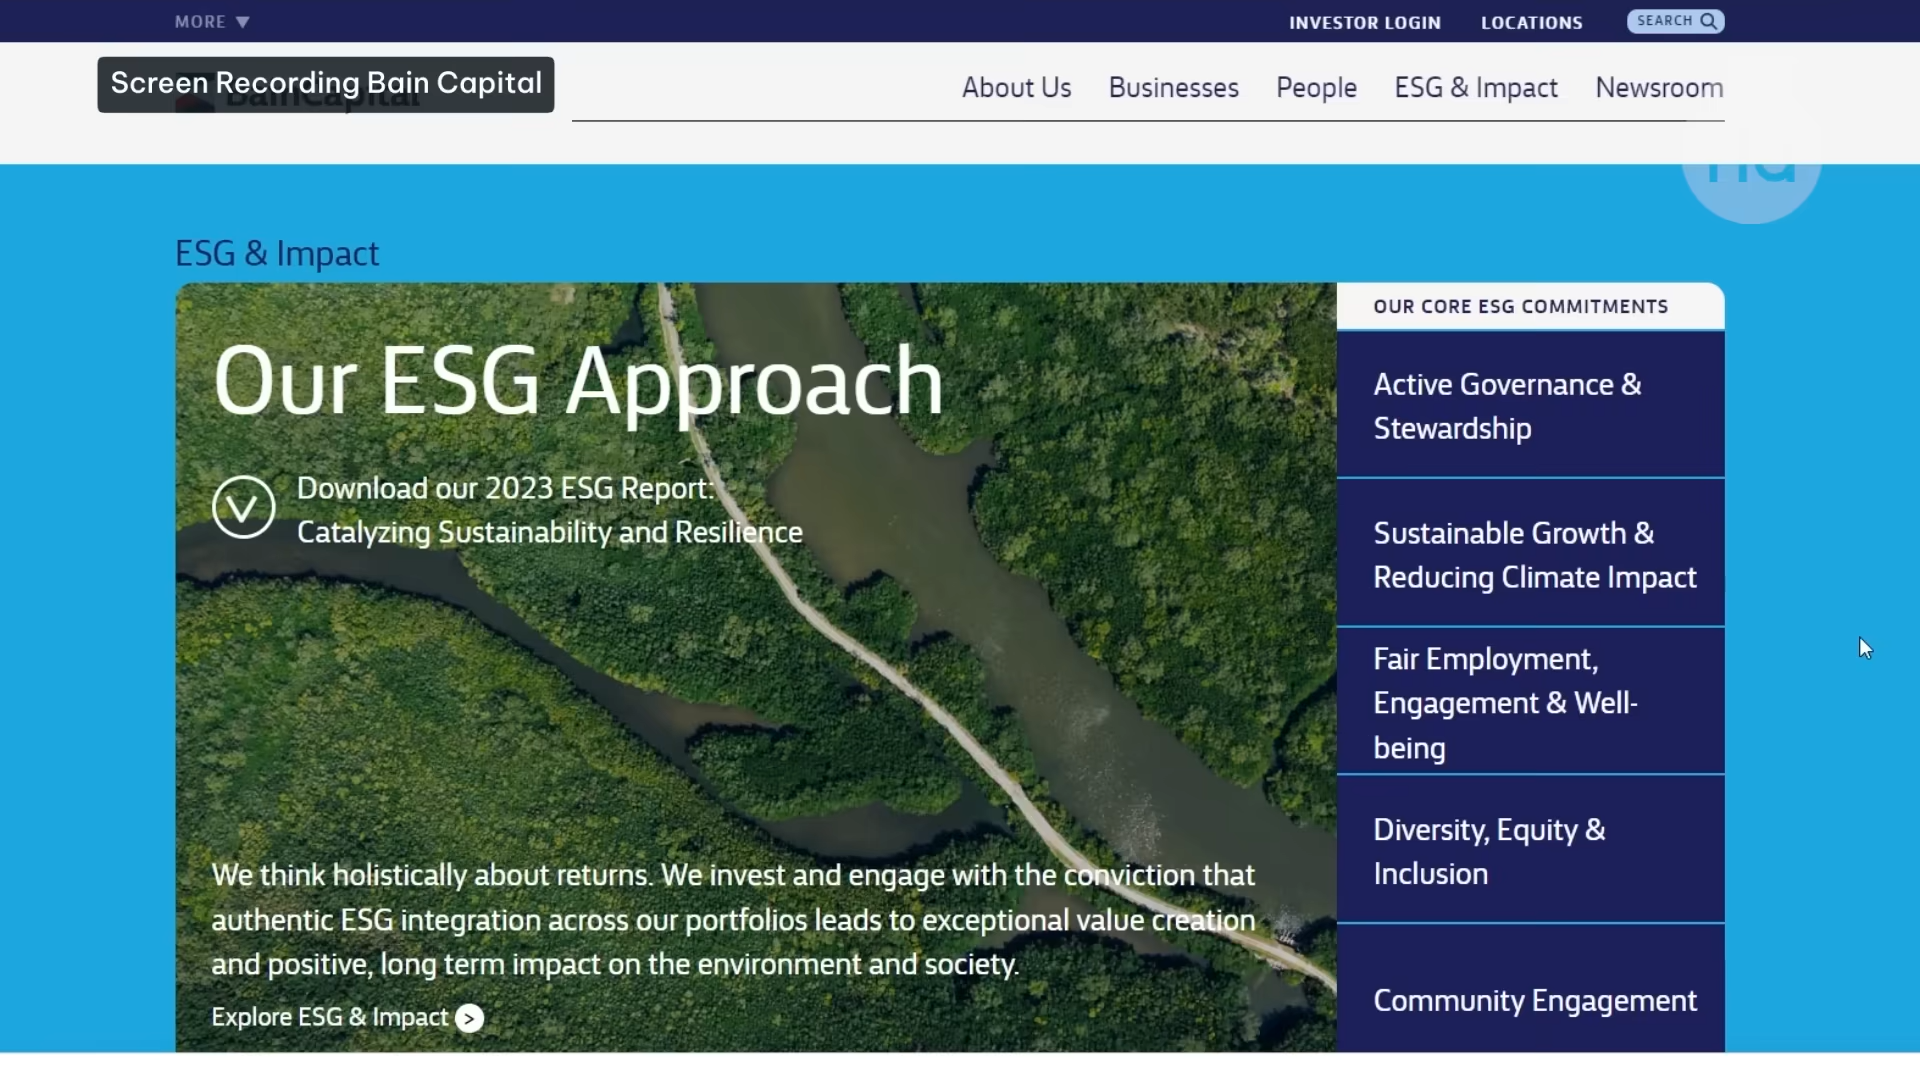 MORE ▼
INVESTOR LOGIN
LOCATIONS
SEARCH
Screen Recording Bain Capital
BainCapital
About Us
Businesses
People
ESG & Impact
Newsroom
ESG & Impact
Our ESG Approach
Download our 2023 ESG Report:
Catalyzing Sustainability and Resilience
We think holistically about returns. We invest and engage with the conviction that
authentic ESG integration across our portfolios leads to exceptional value creation
and positive, long term impact on the environment and society.
Explore ESG & Impact >
OUR CORE ESG COMMITMENTS
Active Governance &
Stewardship
Sustainable Growth &
Reducing Climate Impact
Fair Employment,
Engagement & Well-
being
Diversity, Equity &
Inclusion
Community Engagement